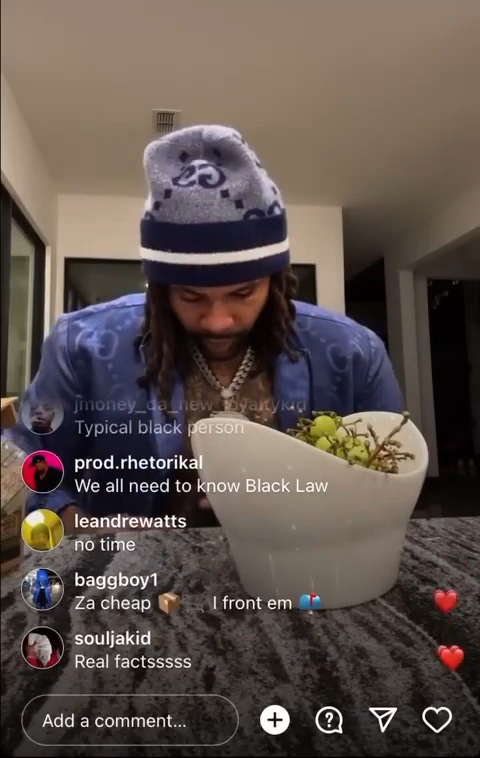 jmoney_da_new_loyaltykid
Typical black person
prod.rhetorikal
We all need to know Black Law
leandrewatts
no time
baggboy1
Za cheap 📦 I front em 📫
souljakid
Real factsssss
Add a comment...